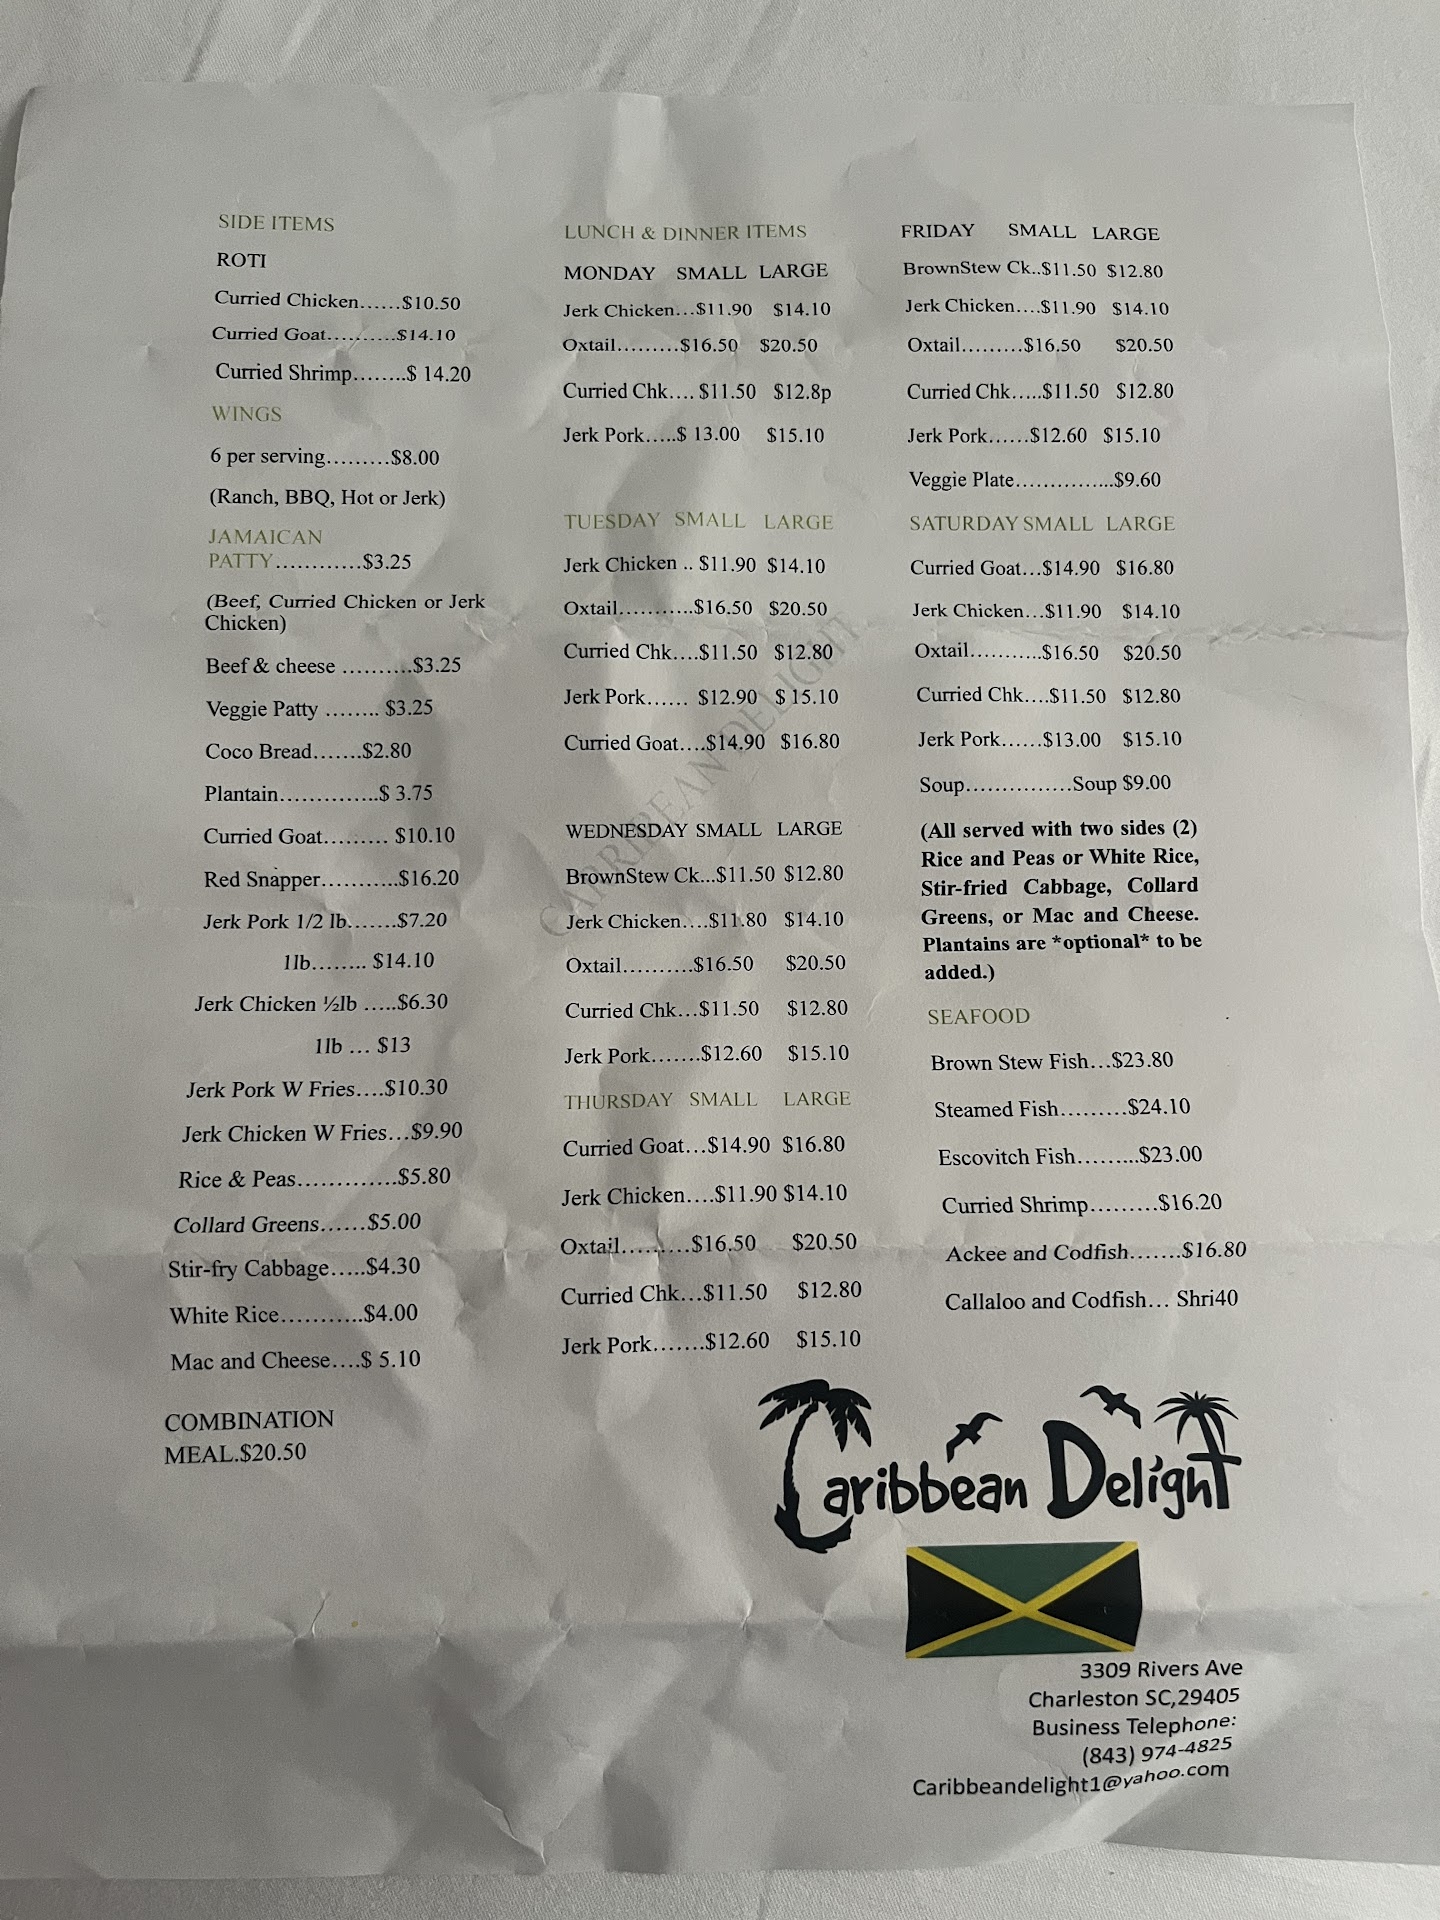 SIDE ITEMS
ROTI
Curried Chicken......$10.50
Curried Goat..........$14.10
Curried Shrimp........$ 14.20
WINGS
6 per serving.........$8.00
(Ranch, BBQ, Hot or Jerk)
JAMAICAN
PATTY............$3.25
(Beef, Curried Chicken or Jerk
Chicken)
Beef & cheese ..........$3.25
Veggie Patty ........ $3.25
Coco Bread.......$2.80
Plantain..............$ 3.75
Curried Goat......... $10.10
Red Snapper...........$16.20
Jerk Pork 1/2 lb.......$7.20
1lb........ $14.10
Jerk Chicken ½lb .....$6.30
1lb ... $13
Jerk Pork W Fries....$10.30
Jerk Chicken W Fries...$9.90
Rice & Peas.............$5.80
Collard Greens......$5.00
Stir-fry Cabbage.....$4.30
White Rice...........$4.00
Mac and Cheese....$ 5.10
COMBINATION
MEAL.$20.50
LUNCH & DINNER ITEMS
MONDAY SMALL LARGE
Jerk Chicken...$11.90 $14.10
Oxtail.........$16.50 $20.50
Curried Chk.... $11.50 $12.8p
Jerk Pork.....$ 13.00 $15.10
TUESDAY SMALL LARGE
Jerk Chicken .. $11.90 $14.10
Oxtail...........$16.50 $20.50
Curried Chk....$11.50 $12.80
Jerk Pork...... $12.90 $ 15.10
Curried Goat....$14.90 $16.80
CARIBBEAN DELIGHT
WEDNESDAY SMALL LARGE
BrownStew Ck...$11.50 $12.80
Jerk Chicken....$11.80 $14.10
Oxtail..........$16.50 $20.50
Curried Chk...$11.50 $12.80
Jerk Pork.......$12.60 $15.10
THURSDAY SMALL LARGE
Curried Goat...$14.90 $16.80
Jerk Chicken....$11.90 $14.10
Oxtail..........$16.50 $20.50
Curried Chk...$11.50 $12.80
Jerk Pork.......$12.60 $15.10
FRIDAY SMALL LARGE
BrownStew Ck..$11.50 $12.80
Jerk Chicken....$11.90 $14.10
Oxtail.........$16.50 $20.50
Curried Chk.....$11.50 $12.80
Jerk Pork......$12.60 $15.10
Veggie Plate...............$9.60
SATURDAY SMALL LARGE
Curried Goat...$14.90 $16.80
Jerk Chicken...$11.90 $14.10
Oxtail..........$16.50 $20.50
Curried Chk....$11.50 $12.80
Jerk Pork......$13.00 $15.10
Soup...............Soup $9.00
(All served with two sides (2)
Rice and Peas or White Rice,
Stir-fried Cabbage, Collard
Greens, or Mac and Cheese.
Plantains are *optional* to be
added.)
SEAFOOD
Brown Stew Fish...$23.80
Steamed Fish.........$24.10
Escovitch Fish.........$23.00
Curried Shrimp.........$16.20
Ackee and Codfish.......$16.80
Callaloo and Codfish... Shri40
Caribbean Delight
3309 Rivers Ave
Charleston SC,29405
Business Telephone:
(843) 974-4825
Caribbeandelight1@yahoo.com